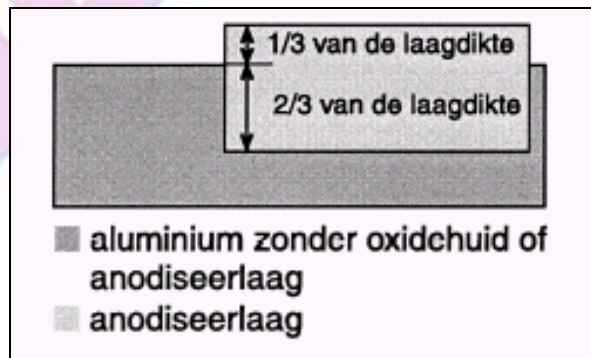 1/3 van de laagdikte
2/3 van de laagdikte
aluminium zonder oxidehuid of
anodiseerlaag
anodiseerlaag